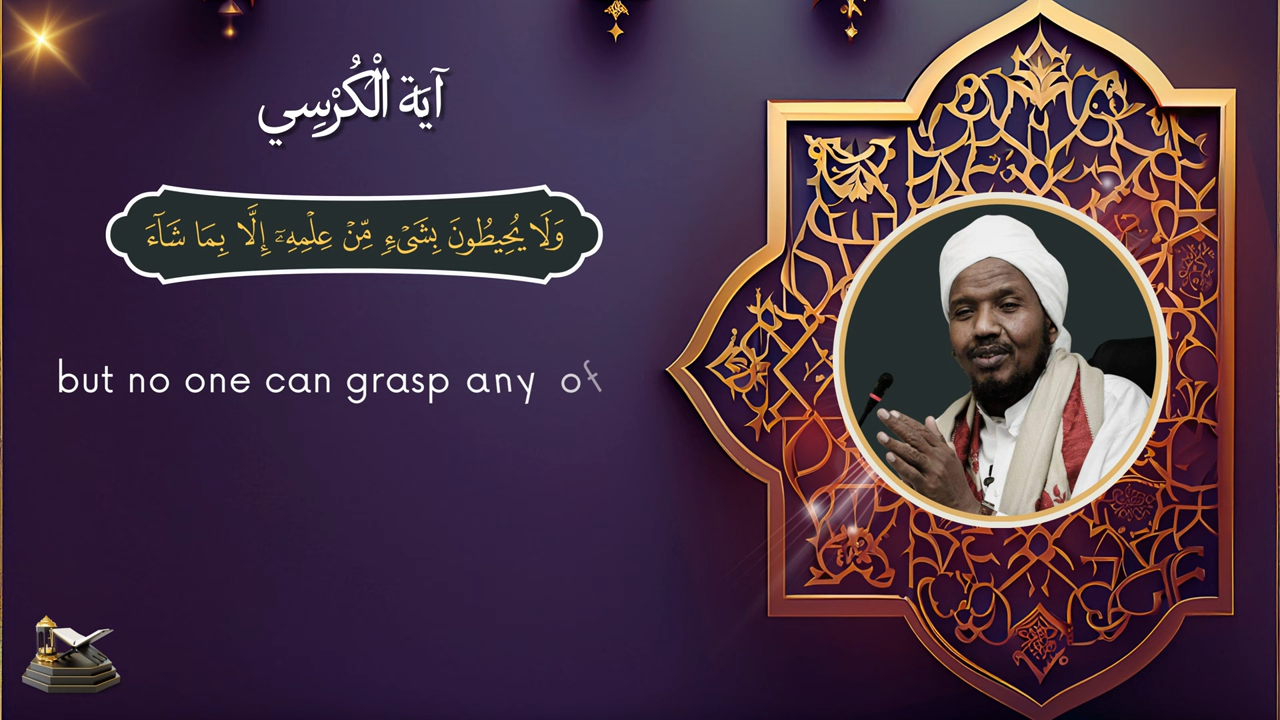 آيَة الْكُرْسِي
وَلَا يُحِيطُونَ بِشَىْءٍ مِّنْ عِلْمِهِۦٓ إِلَّا بِمَا شَآءَ
but no one can grasp any of